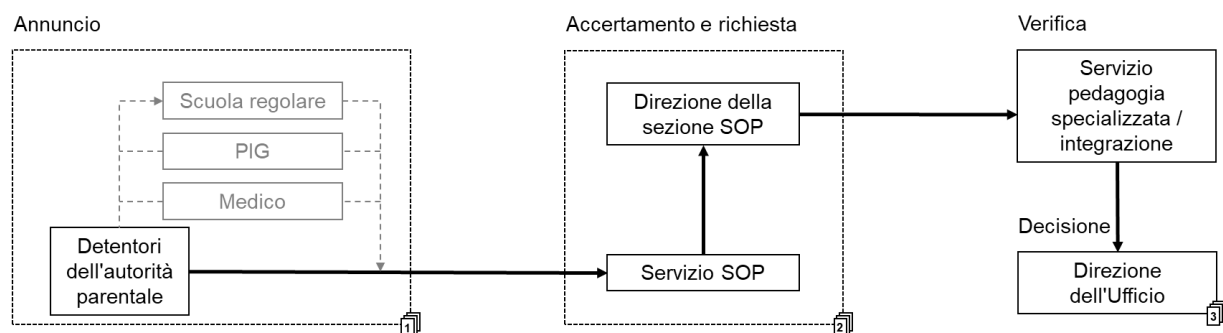 Annuncio
Scuola regolare
PIG
Medico
Detentori
dell'autorità
parentale
1
Accertamento e richiesta
Direzione della
sezione SOP
Servizio SOP
2
Verifica
Servizio
pedagogia
specializzata /
integrazione
Decisione
Direzione
dell'Ufficio
3